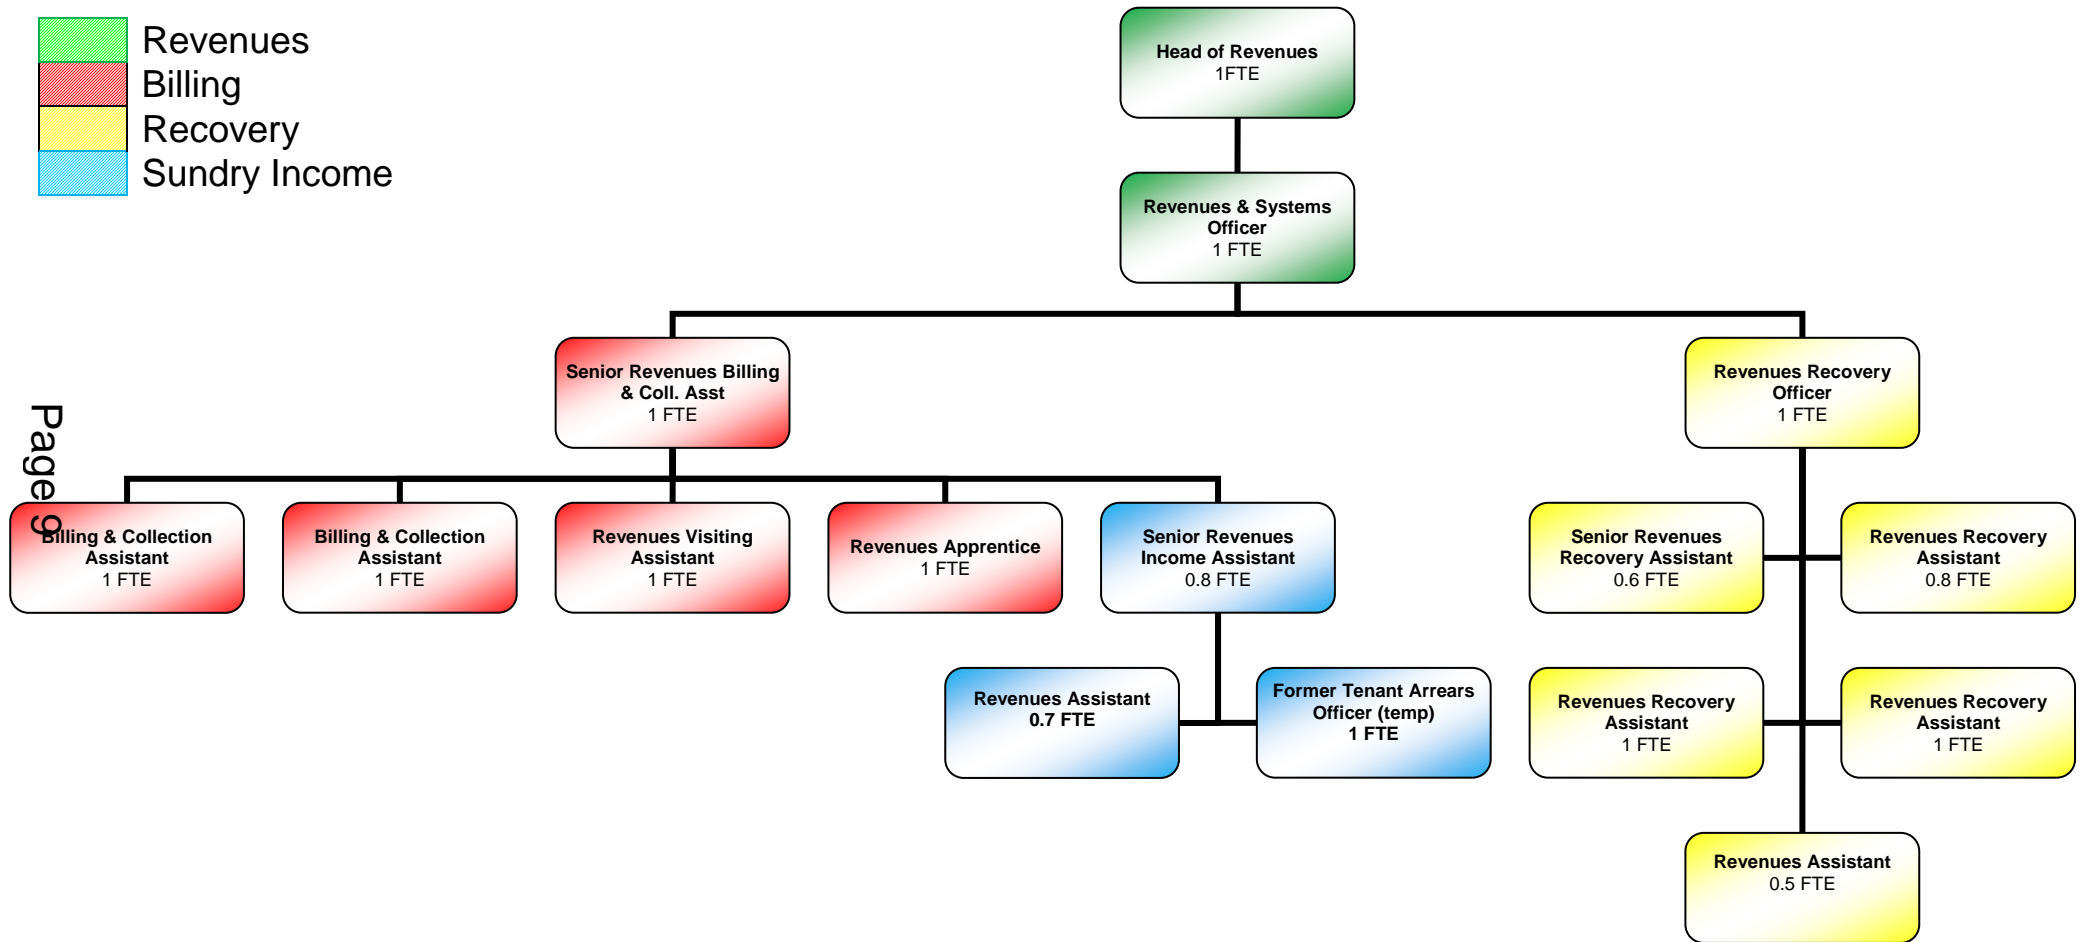 Revenues
Billing
Recovery
Sundry Income
Head of Revenues
1FTE
Revenues & Systems
Officer
1 FTE
Senior Revenues Billing
& Coll. Asst
1 FTE
Revenues Recovery
Officer
1 FTE
Page 9
Billing & Collection
Assistant
1 FTE
Billing & Collection
Assistant
1 FTE
Revenues Visiting
Assistant
1 FTE
Revenues Apprentice
1 FTE
Senior Revenues
Income Assistant
0.8 FTE
Senior Revenues
Recovery Assistant
0.6 FTE
Revenues Recovery
Assistant
0.8 FTE
Revenues Assistant
0.7 FTE
Former Tenant Arrears
Officer (temp)
1 FTE
Revenues Recovery
Assistant
1 FTE
Revenues Recovery
Assistant
1 FTE
Revenues Assistant
0.5 FTE